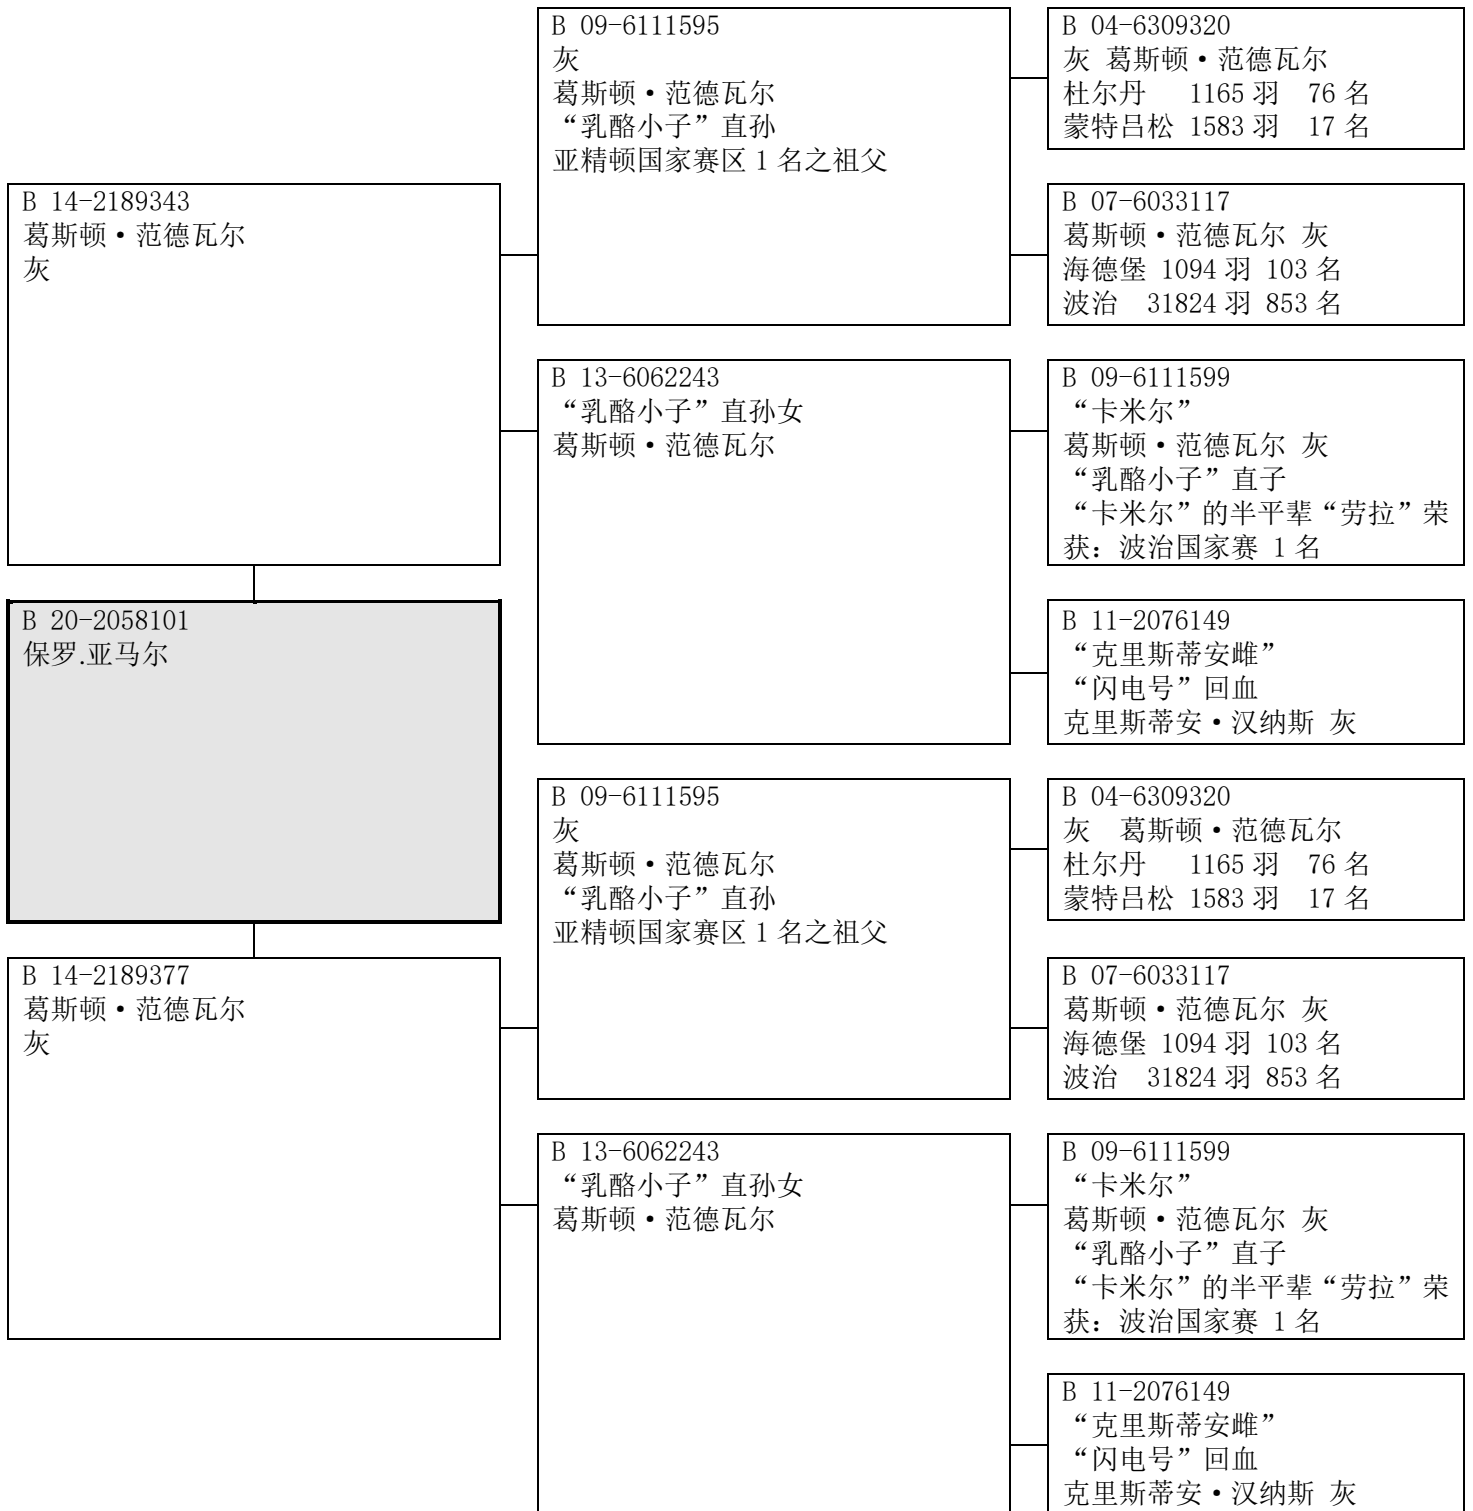 B 09-6111595
灰
葛斯顿•范德瓦尔
“乳酪小子”直孙
亚精顿国家赛区 1 名之祖父
B 04-6309320
灰 葛斯顿•范德瓦尔
杜尔丹 1165 羽 76 名
蒙特吕松 1583 羽 17 名
B 14-2189343
葛斯顿•范德瓦尔
灰
B 07-6033117
葛斯顿•范德瓦尔 灰
海德堡 1094 羽 103 名
波治 31824 羽 853 名
B 13-6062243
“乳酪小子”直孙女
葛斯顿•范德瓦尔
B 09-6111599
“卡米尔”
葛斯顿•范德瓦尔 灰
“乳酪小子”直子
“卡米尔”的半平辈“劳拉”荣
获：波治国家赛 1 名
B 20-2058101
保罗.亚马尔
B 11-2076149
“克里斯蒂安雌”
“闪电号”回血
克里斯蒂安•汉纳斯 灰
B 09-6111595
灰
葛斯顿•范德瓦尔
“乳酪小子”直孙
亚精顿国家赛区 1 名之祖父
B 04-6309320
灰 葛斯顿•范德瓦尔
杜尔丹 1165 羽 76 名
蒙特吕松 1583 羽 17 名
B 14-2189377
葛斯顿•范德瓦尔
灰
B 07-6033117
葛斯顿•范德瓦尔 灰
海德堡 1094 羽 103 名
波治 31824 羽 853 名
B 13-6062243
“乳酪小子”直孙女
葛斯顿•范德瓦尔
B 09-6111599
“卡米尔”
葛斯顿•范德瓦尔 灰
“乳酪小子”直子
“卡米尔”的半平辈“劳拉”荣
获：波治国家赛 1 名
B 11-2076149
“克里斯蒂安雌”
“闪电号”回血
克里斯蒂安•汉纳斯 灰